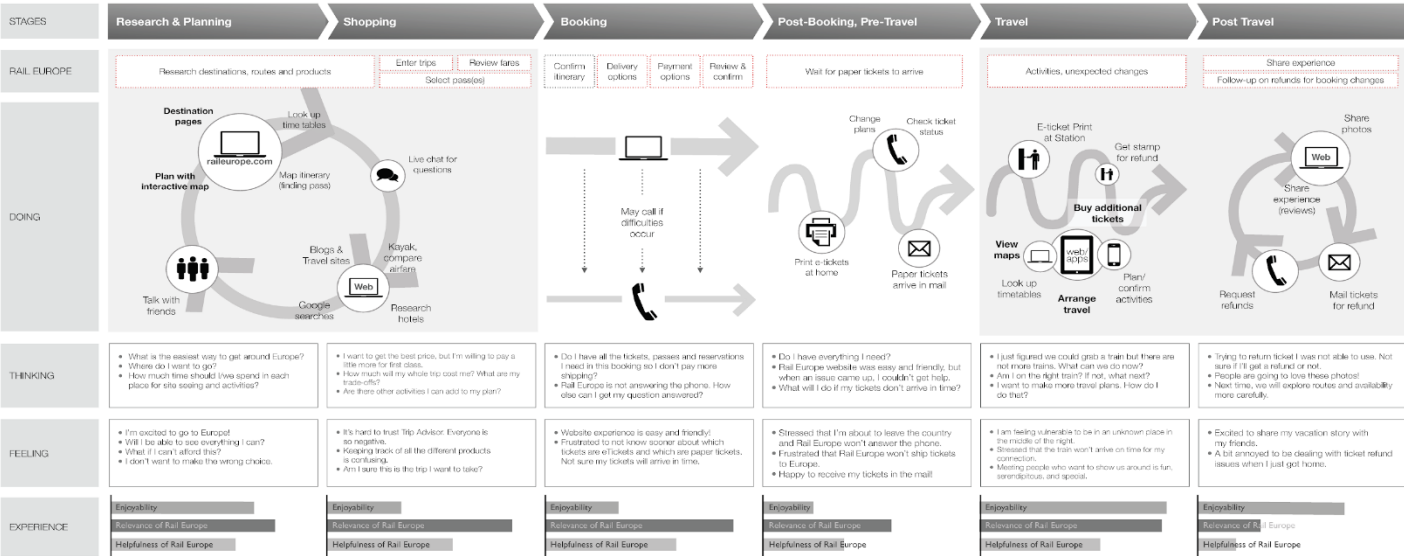 STAGES
Research & Planning
Shopping
Booking
Post-Booking, Pre-Travel
Travel
Post Travel
RAIL EUROPE
Research destinations, routes and products
Enter trips
Review fares
Select pass(es)
Confirm
itinerary
Delivery
options
Payment
options
Review &
confirm
Wait for paper tickets to arrive
Activities, unexpected changes
Share experience
Follow-up on refunds for booking changes
DOING
Destination
pages
Look up
time tables
raileurope.com
Plan with
interactive map
Map itinerary
(finding pass)
Live chat for
questions
Talk with
friends
Blogs &
Travel sites
Kayak,
compare
airfare
Web
Google
searches
Research
hotels
May call if
difficulties
occur
Change
plans
Check ticket
status
Print e-tickets
at home
Paper tickets
arrive in mail
E-ticket Print
at Station
Get stamp
for refund
Buy additional
tickets
View
maps
web/
apps
Look up
timetables
Plan/
confirm
activities
Arrange
travel
Share
photos
Web
Share
experience
(reviews)
Request
refunds
Mail tickets
for refund
THINKING
• What is the easiest way to get around Europe?
• Where do I want to go?
• How much time should I/we spend in each
place for site seeing and activities?
• I want to get the best price, but I'm willing to pay a
little more for first class.
• How much will my whole trip cost me? What are my
trade-offs?
• Are there other activities I can add to my plan?
• Do I have all the tickets, passes and reservations
I need in this booking so I don't pay more
shipping?
• Rail Europe is not answering the phone. How
else can I get my question answered?
• Do I have everything I need?
• Rail Europe website was easy and friendly, but
when an issue came up, I couldn't get help.
• What will I do if my tickets don't arrive in time?
• I just figured we could grab a train but there are
not more trains. What can we do now?
• Am I on the right train? If not, what next?
• I want to make more travel plans. How do I
do that?
• Trying to return ticket I was not able to use. Not
sure if I'll get a refund or not.
• People are going to love these photos!
• Next time, we will explore routes and availability
more carefully.
FEELING
• I'm excited to go to Europe!
• Will I be able to see everything I can?
• What if I can't afford this?
• I don't want to make the wrong choice.
• It's hard to trust Trip Advisor. Everyone is
so negative.
• Keeping track of all the different products
is confusing.
• Am I sure this is the trip I want to take?
• Website experience is easy and friendly!
• Frustrated to not know sooner about which
tickets are eTickets and which are paper tickets.
Not sure my tickets will arrive in time.
• Stressed that I'm about to leave the country
and Rail Europe won't answer the phone.
• Frustrated that Rail Europe won't ship tickets
to Europe.
• Happy to receive my tickets in the mail!
• I am feeling vulnerable to be in an unknown place in
the middle of the night.
• Stressed that the train won't arrive on time for my
connection.
• Meeting people who want to show us around is fun,
serendipitous, and special.
• Excited to share my vacation story with
my friends.
• A bit annoyed to be dealing with ticket refund
issues when I just got home.
EXPERIENCE
Enjoyability
Relevance of Rail Europe
Helpfulness of Rail Europe
Enjoyability
Relevance of Rail Europe
Helpfulness of Rail Europe
Enjoyability
Relevance of Rail Europe
Helpfulness of Rail Europe
Enjoyability
Relevance of Rail Europe
Helpfulness of Rail Europe
Enjoyability
Relevance of Rail Europe
Helpfulness of Rail Europe
Enjoyability
Relevance of Rail Europe
Helpfulness of Rail Europe